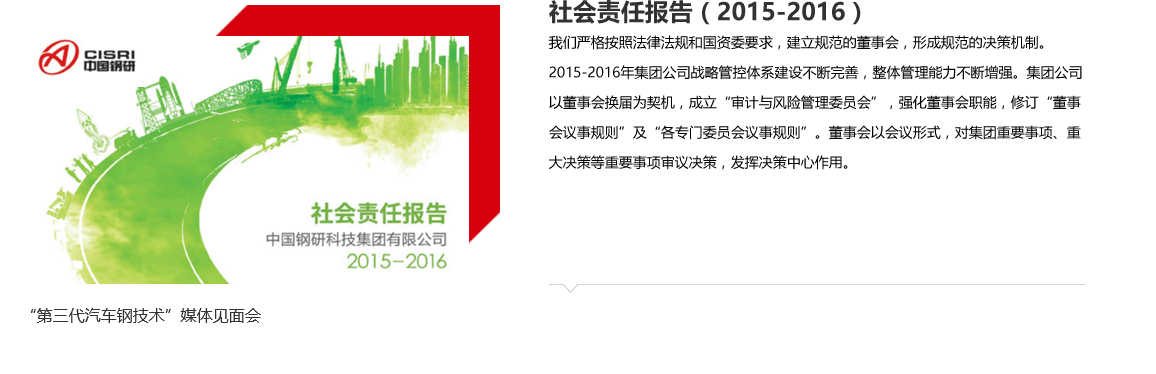 CISRI
中国钢研
社会责任报告
中国钢研科技集团有限公司
2015-2016
“第三代汽车钢技术”媒体见面会
社会责任报告（2015-2016）
我们严格按照法律法规和国资委要求，建立规范的董事会，形成规范的决策机制。
2015-2016年集团公司战略管控体系建设不断完善，整体管理能力不断增强。集团公司
以董事会换届为契机，成立“审计与风险管理委员会”，强化董事会职能，修订“董事
会议事规则”及“各专门委员会议事规则”。董事会以会议形式，对集团重要事项、重
大决策等重要事项审议决策，发挥决策中心作用。